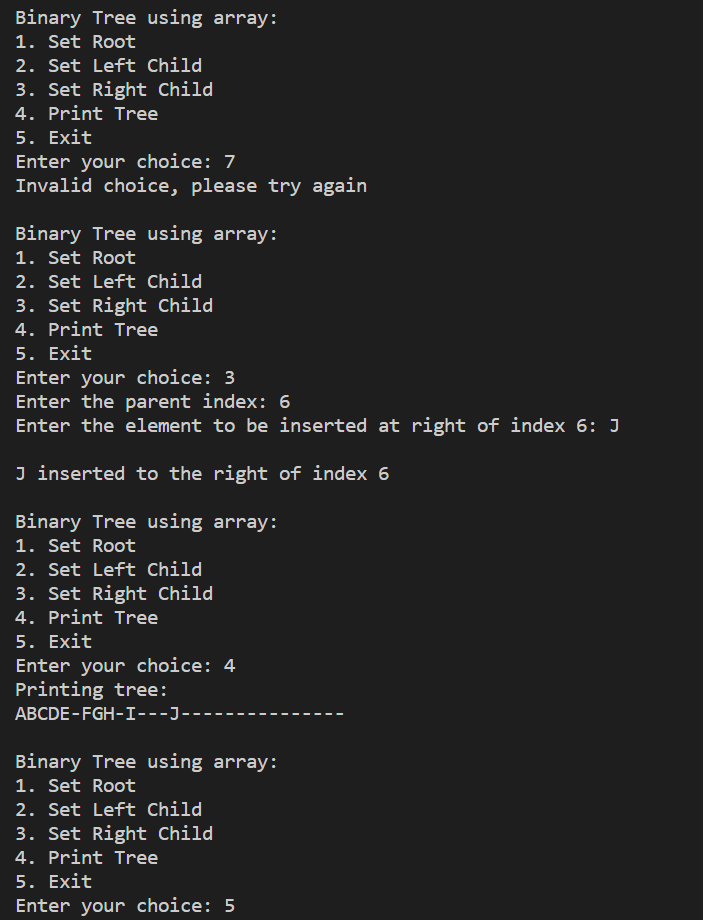 Binary Tree using array:
1. Set Root
2. Set Left Child
3. Set Right Child
4. Print Tree
5. Exit
Enter your choice: 7
Invalid choice, please try again
Binary Tree using array:
1. Set Root
2. Set Left Child
3. Set Right Child
4. Print Tree
5. Exit
Enter your choice: 3
Enter the parent index: 6
Enter the element to be inserted at right of index 6: J
J inserted to the right of index 6
Binary Tree using array:
1. Set Root
2. Set Left Child
3. Set Right Child
4. Print Tree
5. Exit
Enter your choice: 4
Printing tree:
ABCDE-FGH-I---J---------------
Binary Tree using array:
1. Set Root
2. Set Left Child
3. Set Right Child
4. Print Tree
5. Exit
Enter your choice: 5